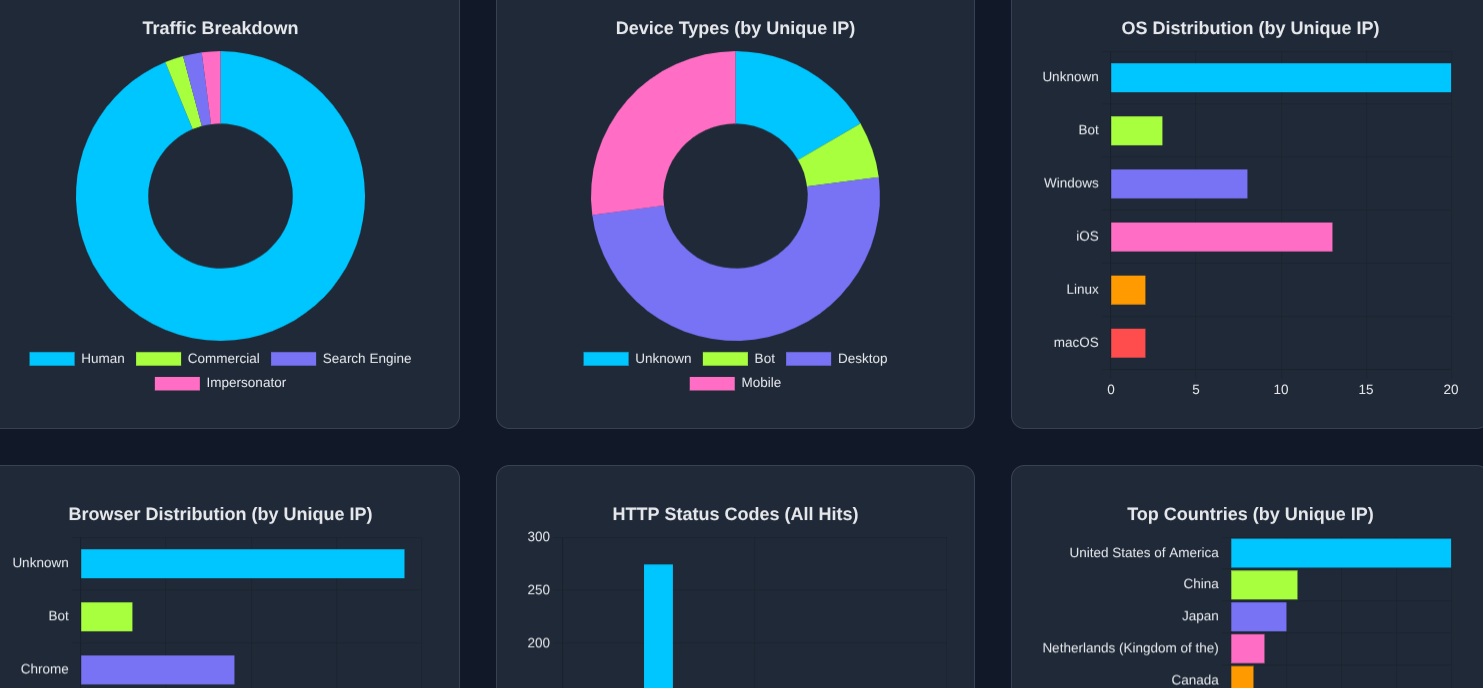 Traffic Breakdown
Human Commercial Search Engine
Impersonator
Device Types (by Unique IP)
Unknown Bot Desktop
Mobile
OS Distribution (by Unique IP)
Unknown
Bot
Windows
iOS
Linux
macOS
0 5 10 15 20
Browser Distribution (by Unique IP)
Unknown
Bot
Chrome
HTTP Status Codes (All Hits)
300
250
200
Top Countries (by Unique IP)
United States of America
China
Japan
Netherlands (Kingdom of the)
Canada